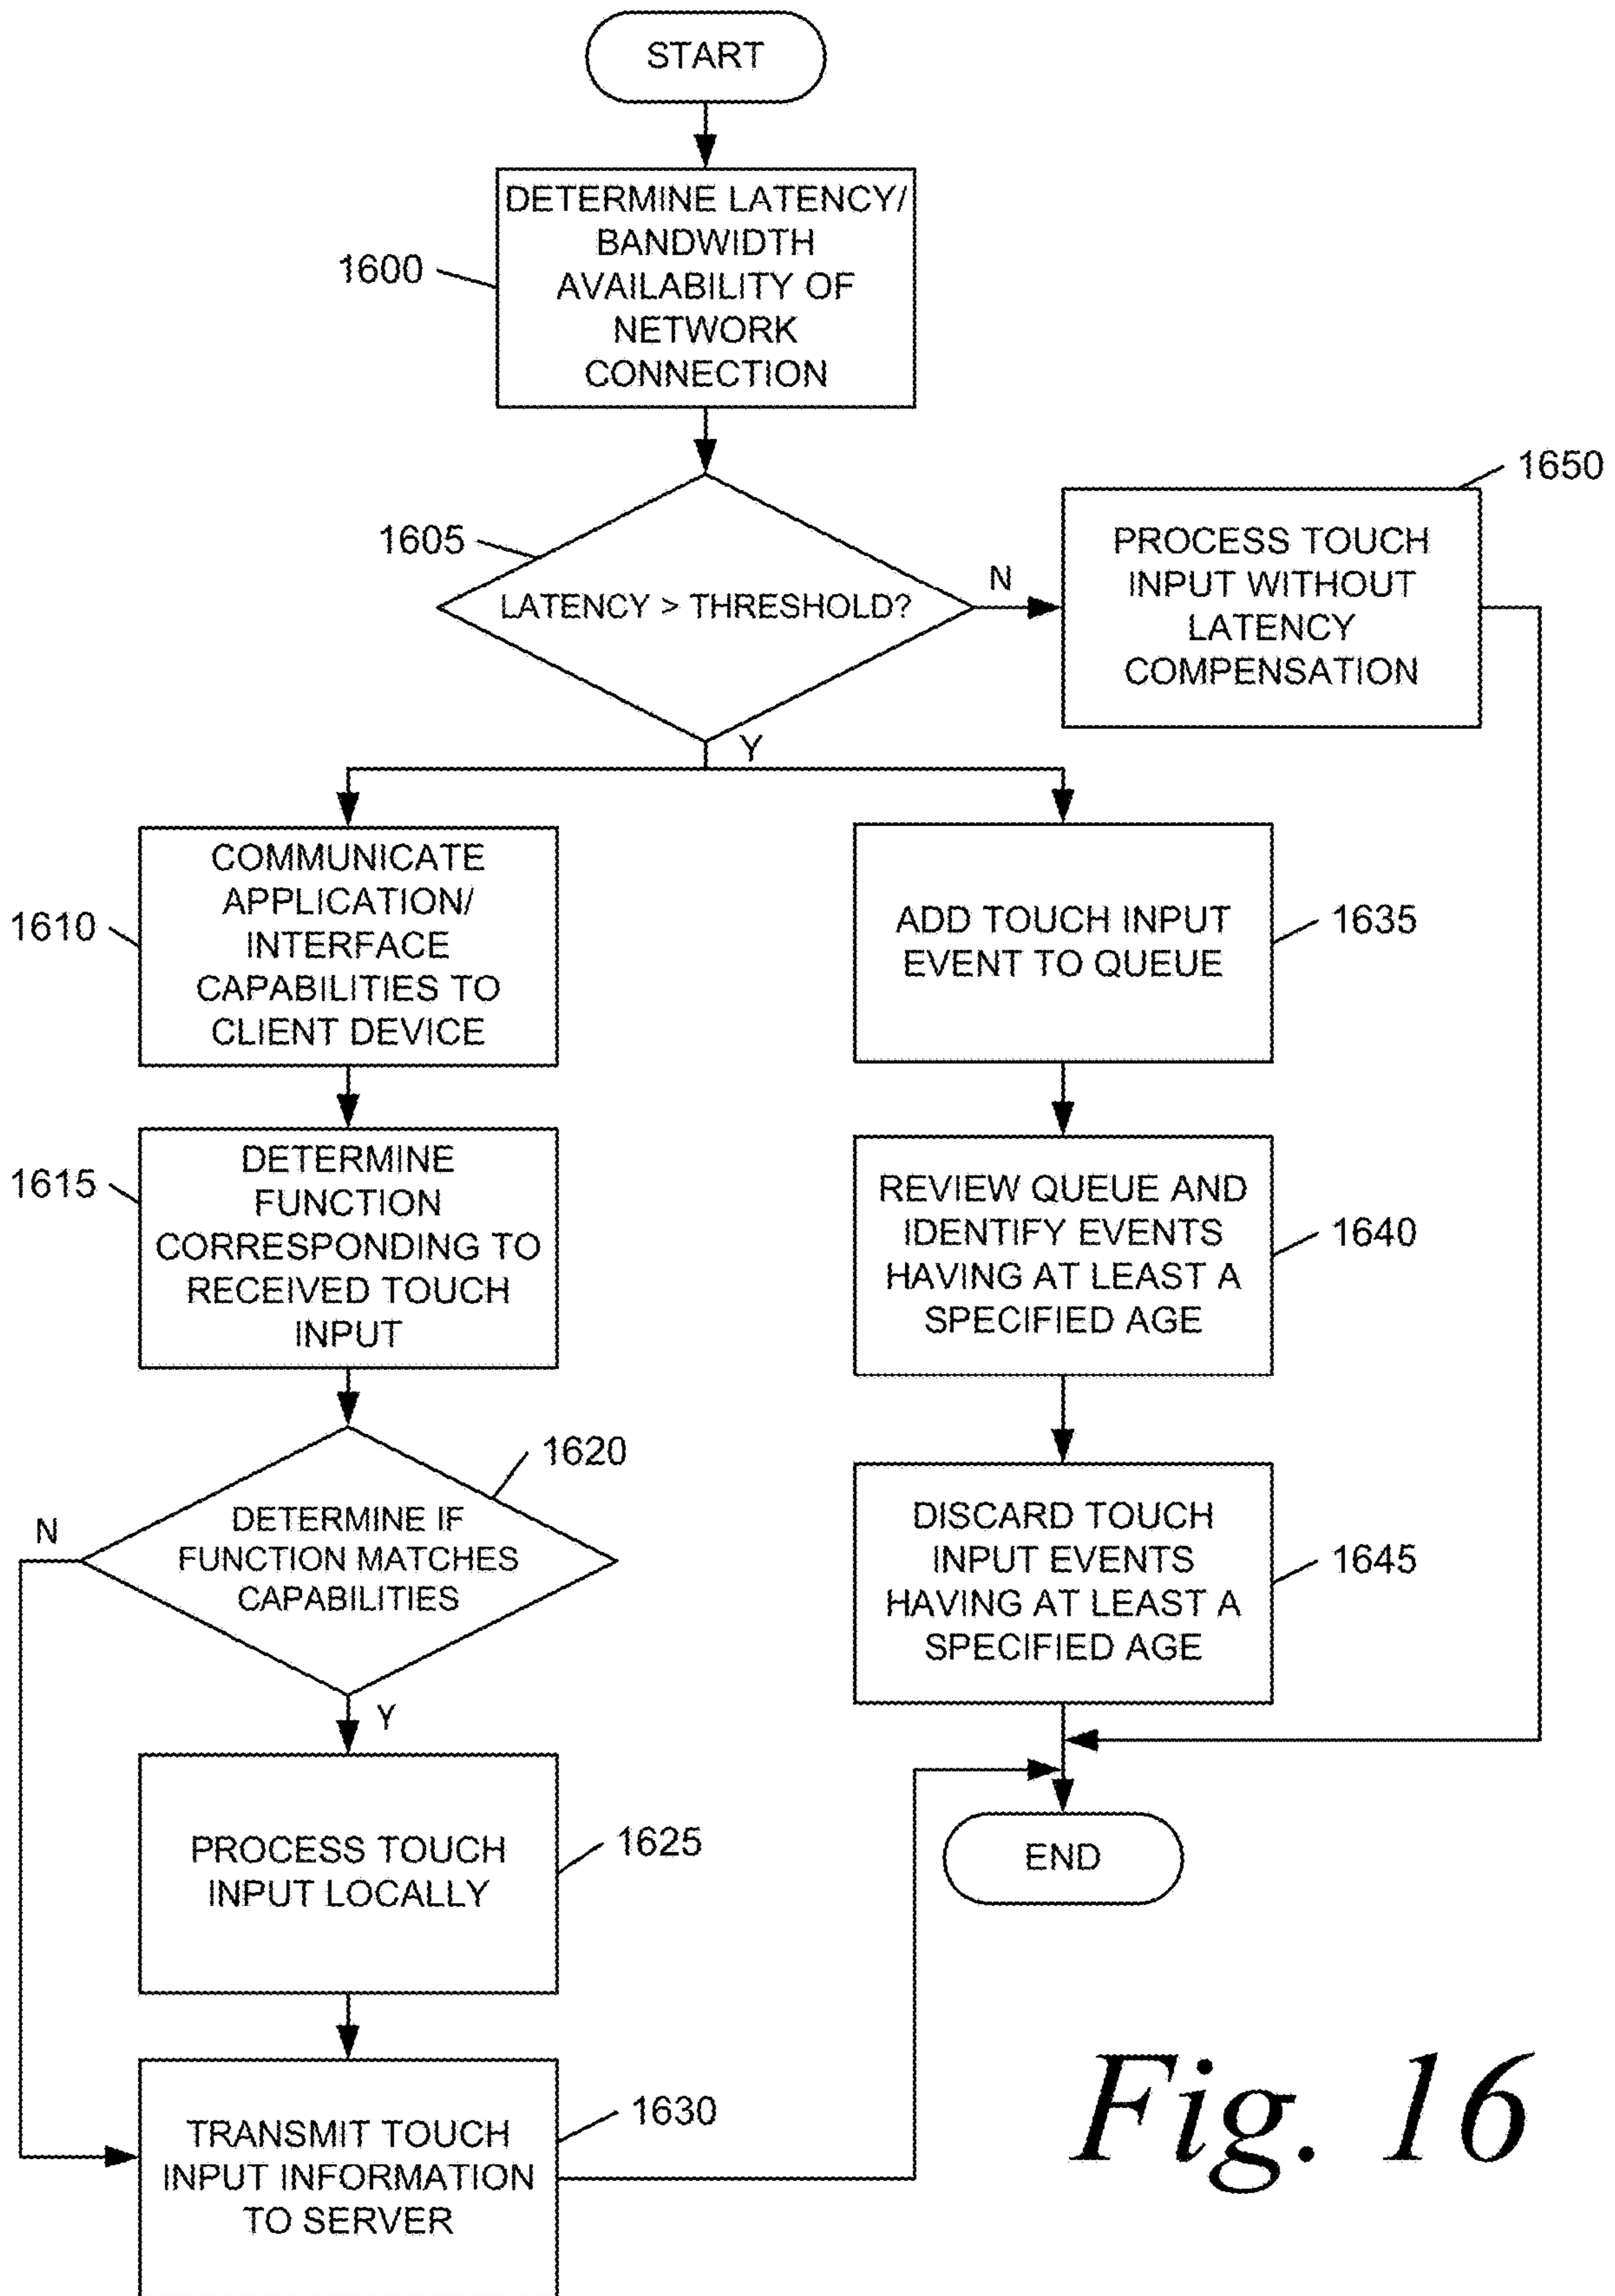 START
DETERMINE LATENCY/
BANDWIDTH
AVAILABILITY OF
NETWORK
CONNECTION
1600
1650
PROCESS TOUCH
INPUT WITHOUT
LATENCY
COMPENSATION
1605
LATENCY > THRESHOLD?
N
Y
COMMUNICATE
APPLICATION/
INTERFACE
CAPABILITIES TO
CLIENT DEVICE
1610
ADD TOUCH INPUT
EVENT TO QUEUE
1635
DETERMINE
FUNCTION
CORRESPONDING TO
RECEIVED TOUCH
INPUT
1615
REVIEW QUEUE AND
IDENTIFY EVENTS
HAVING AT LEAST A
SPECIFIED AGE
1640
1620
DETERMINE IF
FUNCTION MATCHES
CAPABILITIES
N
Y
DISCARD TOUCH
INPUT EVENTS
HAVING AT LEAST A
SPECIFIED AGE
1645
PROCESS TOUCH
INPUT LOCALLY
1625
END
TRANSMIT TOUCH
INPUT INFORMATION
TO SERVER
1630
Fig. 16